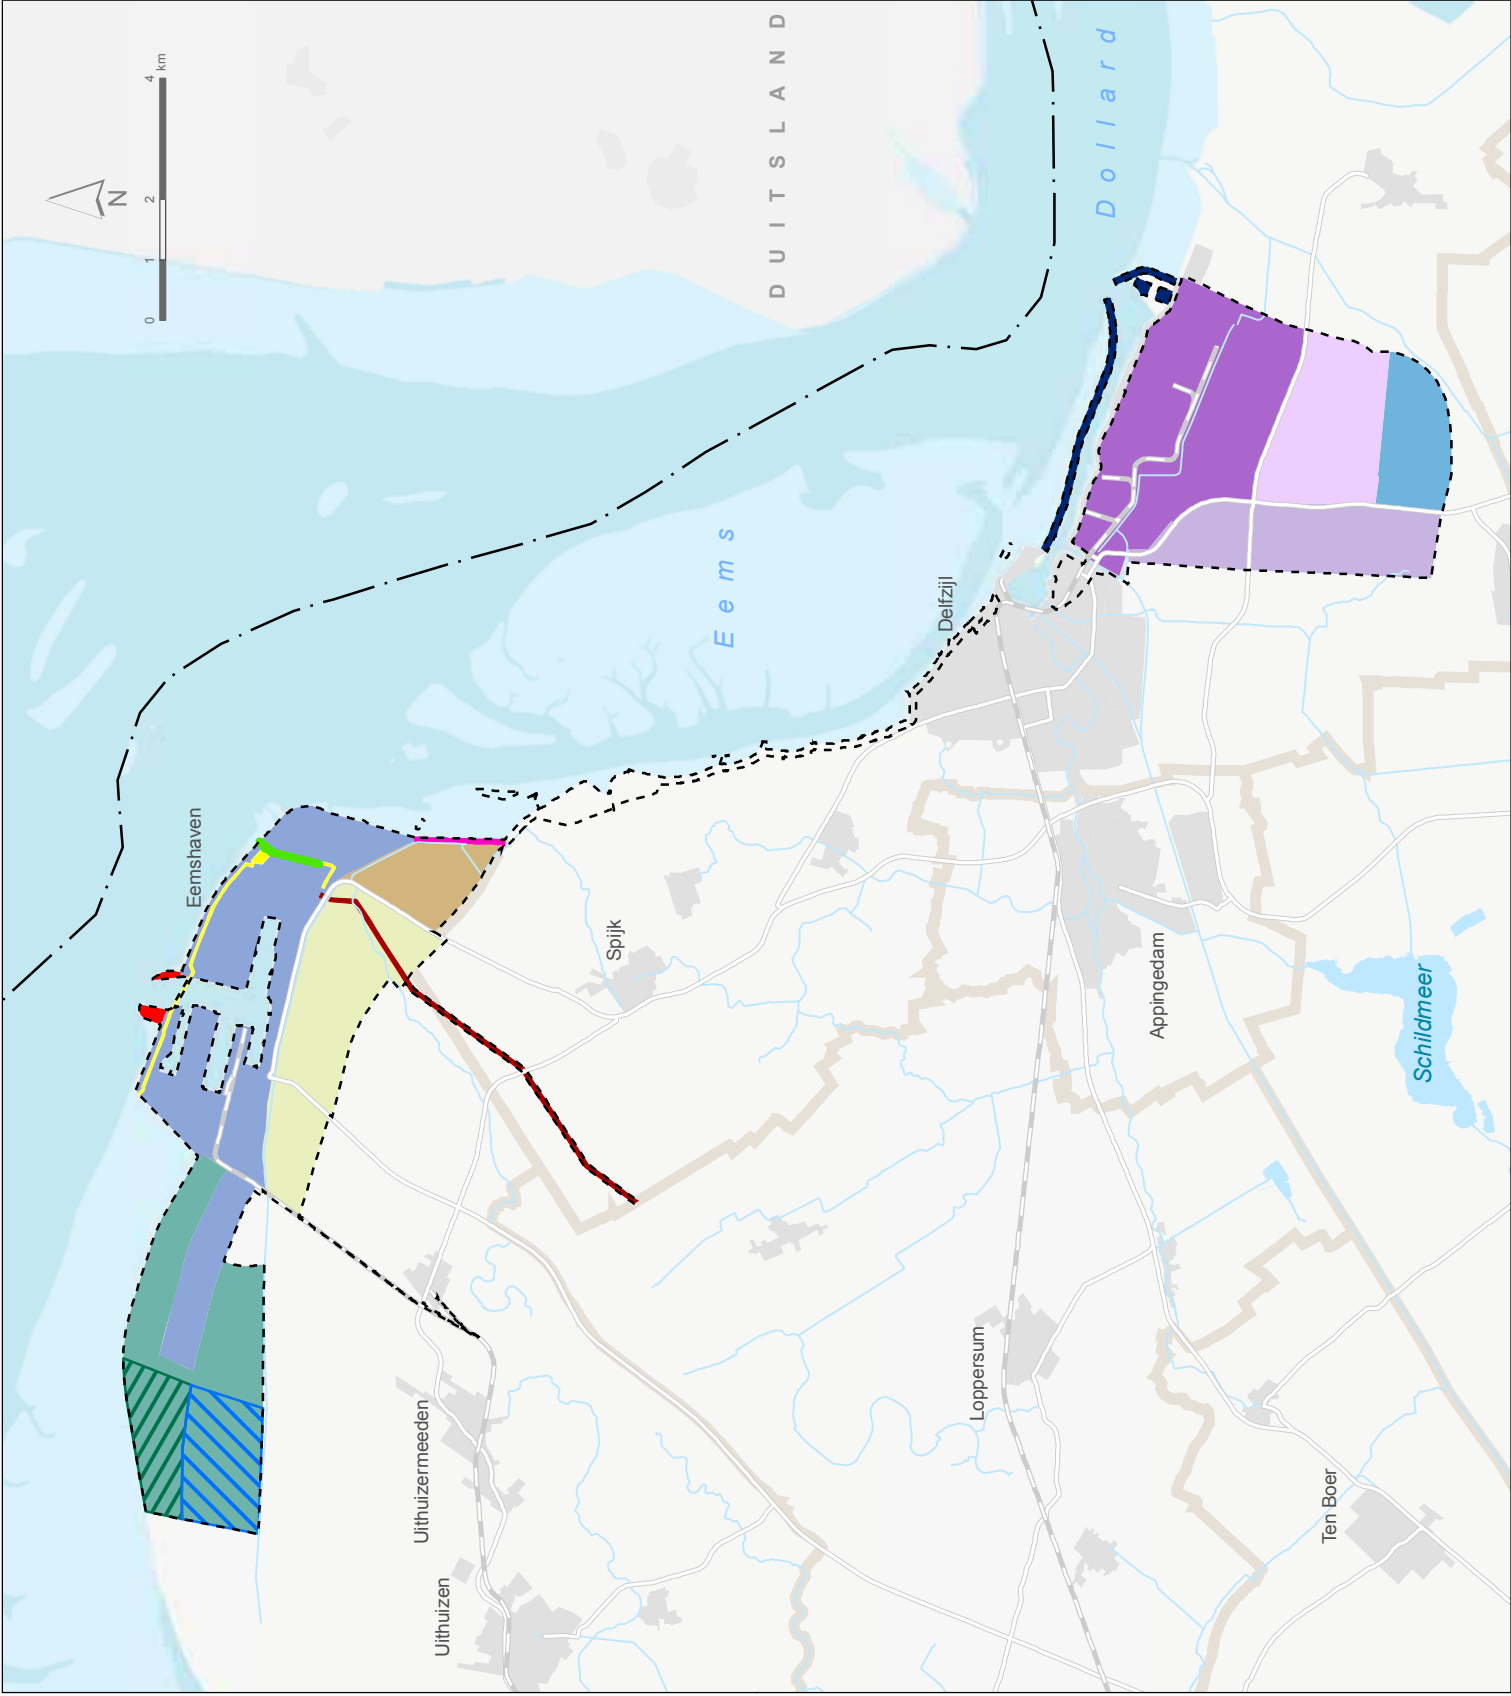 N
0 1 2 4 km
DUITSLAND
Dollard
Eems
Delfzijl
Eemshaven
Spijk
Appingedam
Schildmeer
Loppersum
Uithuizermeeden
Ten Boer
Uithuizen